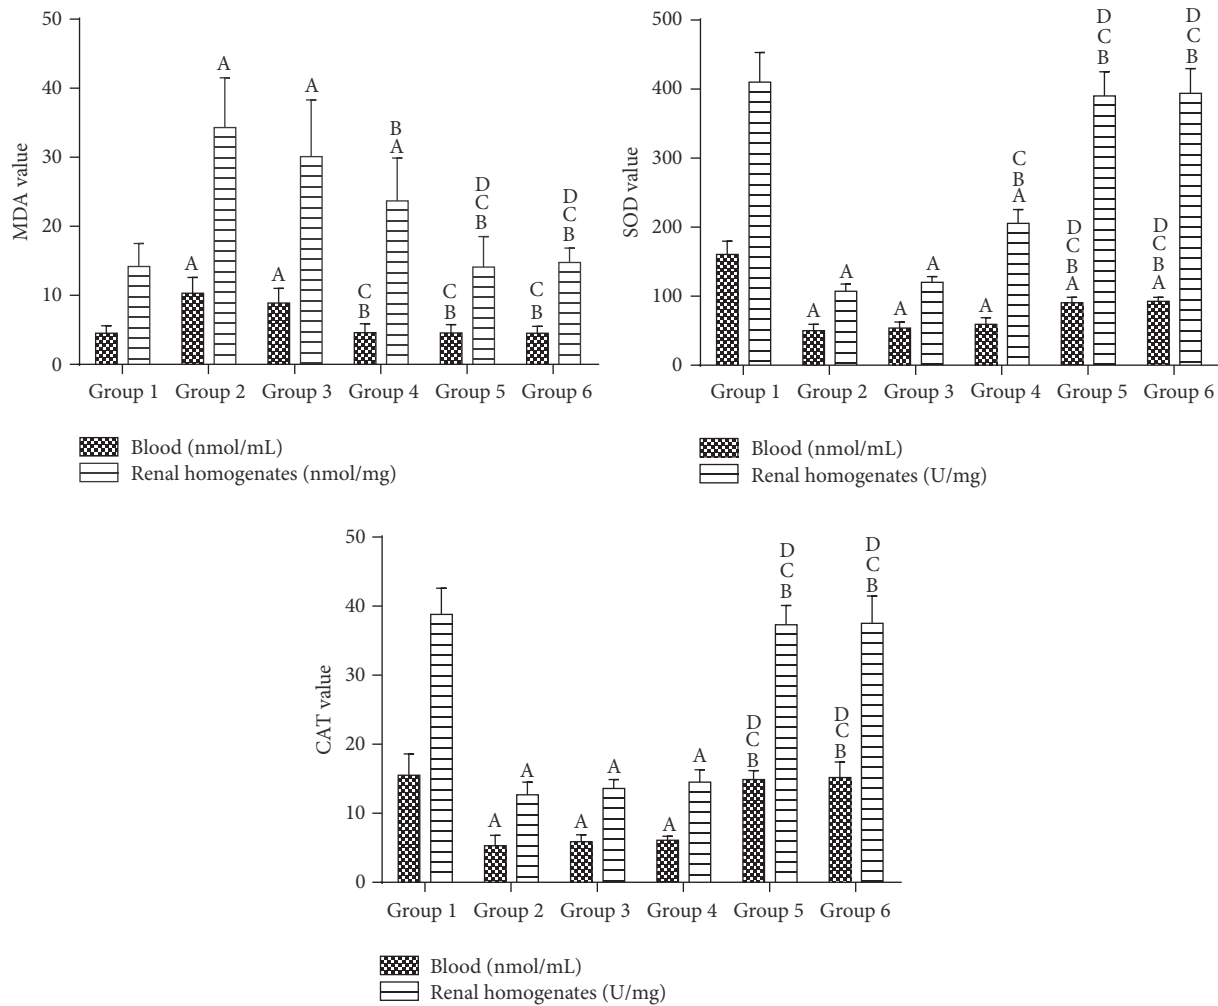 50
40
30
20
10
0
MDA value
A
A
A
A
B
A
C
B
D
C
B
C
B
D
C
B
C
B
Group 1 Group 2 Group 3 Group 4 Group 5 Group 6
Blood (nmol/mL)
Renal homogenates (nmol/mg)
500
400
300
200
100
0
SOD value
A
A
A
A
C
B
A
A
D
C
B
D
C
B
A
D
C
B
D
C
B
A
Group 1 Group 2 Group 3 Group 4 Group 5 Group 6
Blood (nmol/mL)
Renal homogenates (U/mg)
50
40
30
20
10
0
CAT value
A
A
A
A
A
A
D
C
B
D
C
B
D
C
B
D
C
B
Group 1 Group 2 Group 3 Group 4 Group 5 Group 6
Blood (nmol/mL)
Renal homogenates (U/mg)